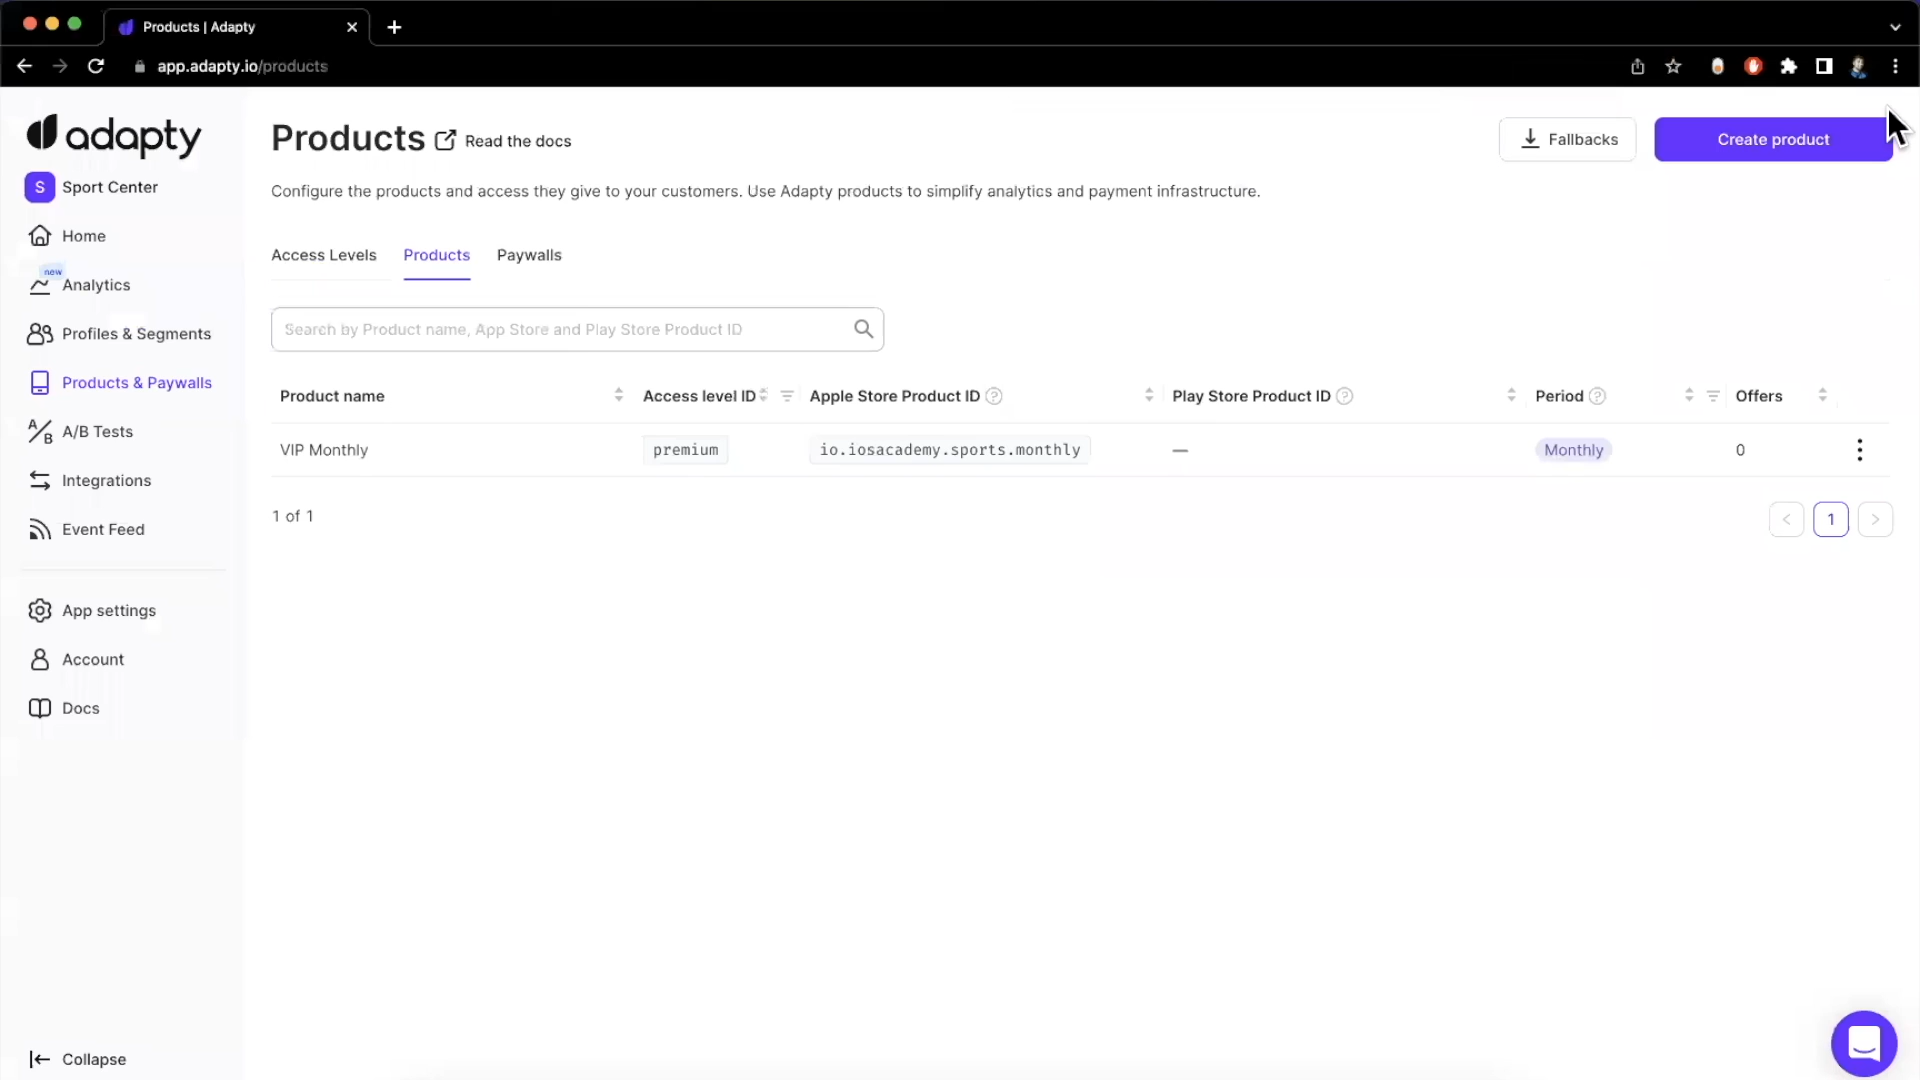 Products | Adapty
app.adapty.io/products
adapty
S Sport Center
Home
new
Analytics
Profiles & Segments
Products & Paywalls
A/B Tests
Integrations
Event Feed
App settings
Account
Docs
Collapse
Products Read the docs
Fallbacks
Create product
Configure the products and access they give to your customers. Use Adapty products to simplify analytics and payment infrastructure.
Access Levels Products Paywalls
Search by Product name, App Store and Play Store Product ID
Product name Access level ID Apple Store Product ID ? Play Store Product ID ? Period ? Offers
VIP Monthly premium io.iosacademy.sports.monthly — Monthly 0
1 of 1
< 1 >